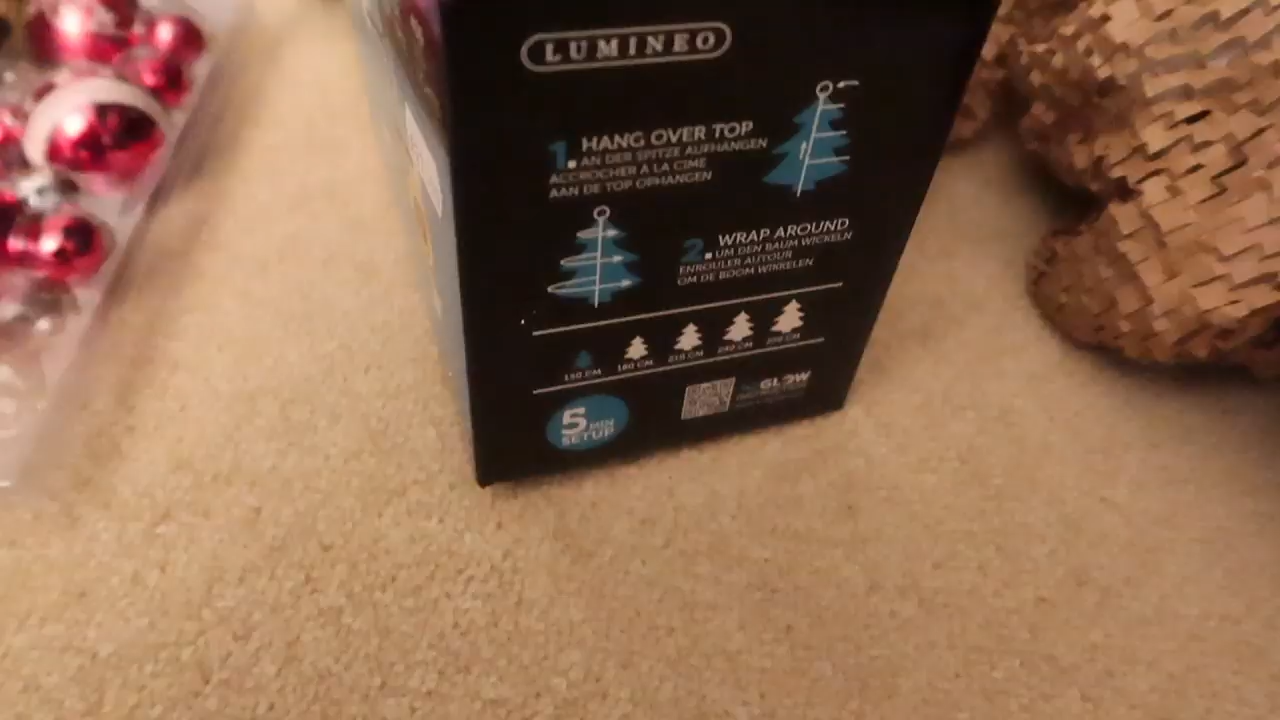 LUMINEO
1. HANG OVER TOP
AN DER SPITZE AUFHÄNGEN
ACCROCHER À LA CIME
AAN DE TOP OPHANGEN
2. WRAP AROUND
UM DEN BAUM WICKELN
ENROULER AUTOUR
OM DE BOOM WIKKELEN
150 CM 180 CM 210 CM 240 CM 270 CM
5 MIN
SETUP
GLOW